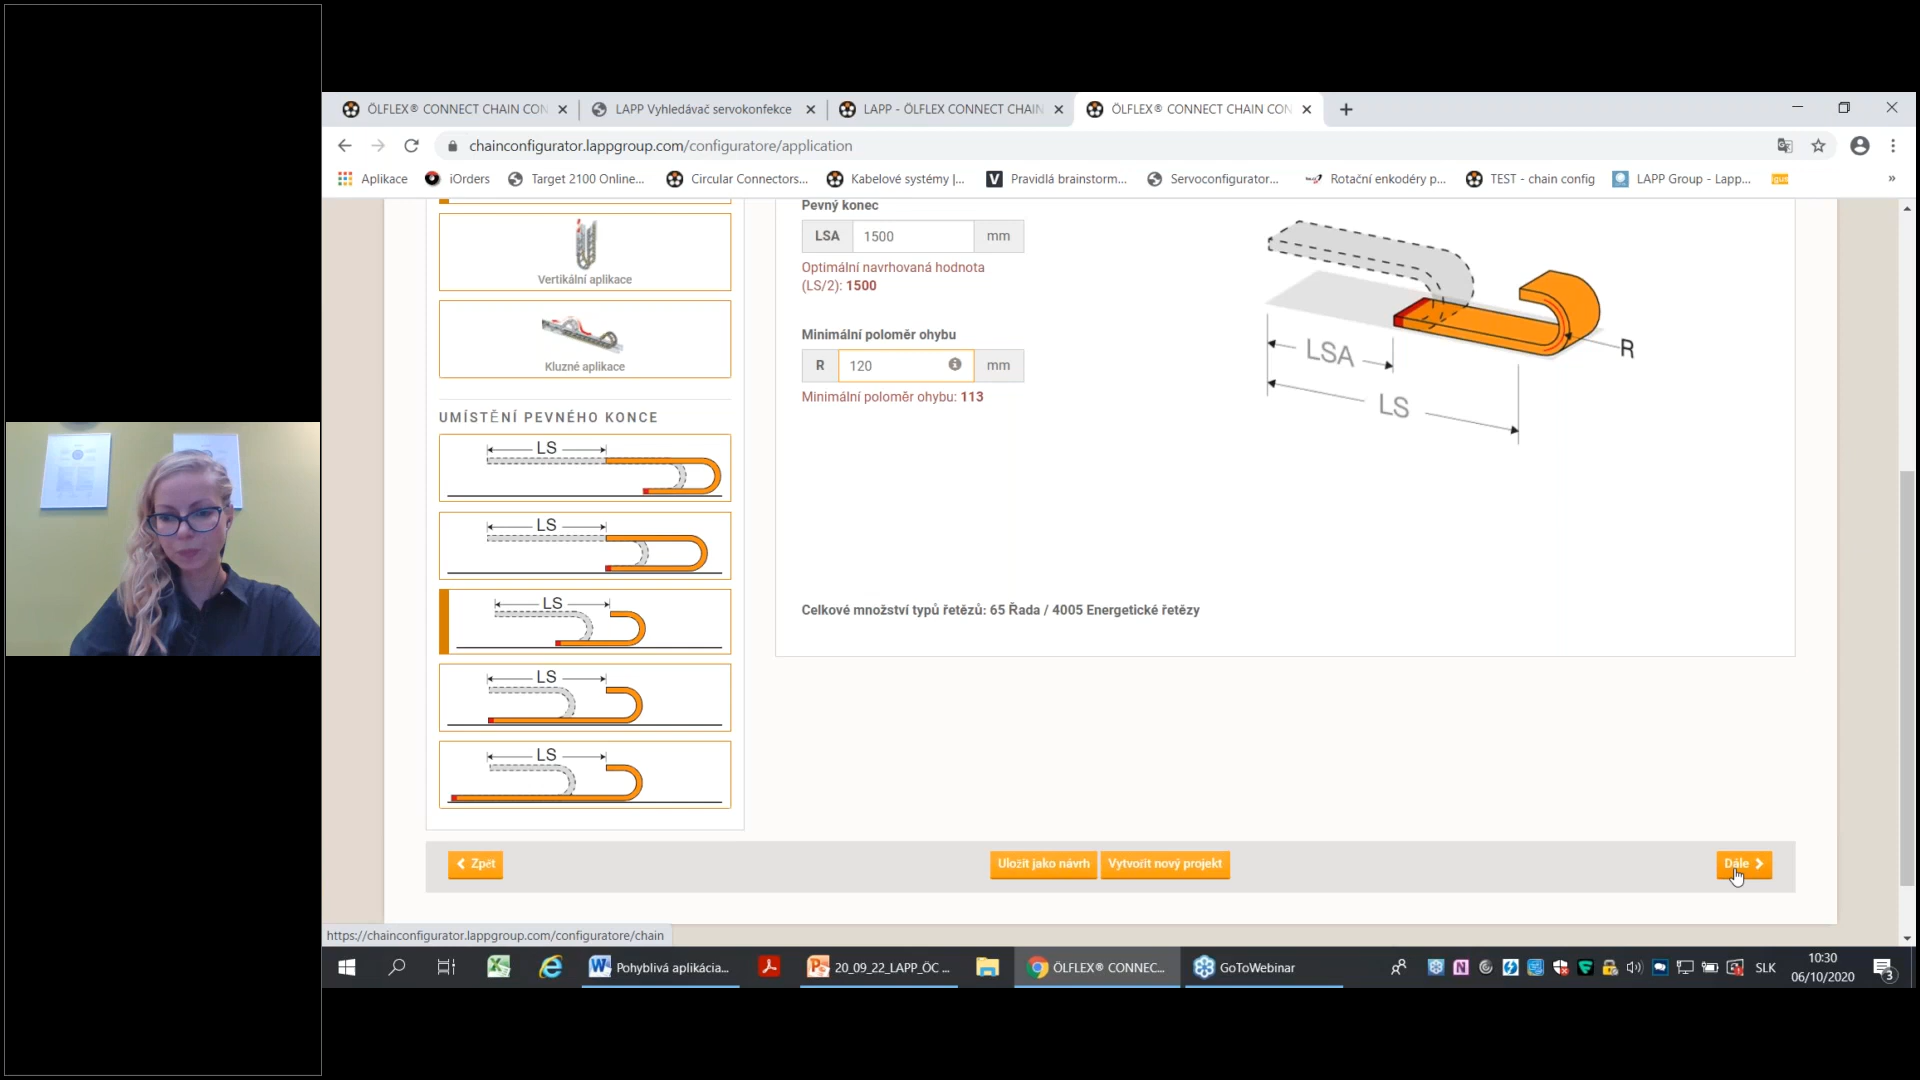 ÖLFLEX® CONNECT CHAIN CON
LAPP Vyhledávač servokonfekce
LAPP - ÖLFLEX CONNECT CHAIN
ÖLFLEX® CONNECT CHAIN CON
chainconfigurator.lappgroup.com/configuratore/application
Aplikace
iOrders
Target 2100 Online...
Circular Connectors...
Kabelové systémy |...
Pravidlá brainstorm...
Servoconfigurator...
Rotační enkodéry p...
TEST - chain config
LAPP Group - Lapp...
igus
»
Vertikální aplikace
Kluzné aplikace
UMÍSTĚNÍ PEVNÉHO KONCE
LS
LS
LS
LS
LS
Pevný konec
LSA 1500 mm
Optimální navrhovaná hodnota
(LS/2): 1500
Minimální poloměr ohybu
R 120 mm
Minimální poloměr ohybu: 113
R
LSA
LS
Celkové množství typů řetězů: 65 Řada / 4005 Energetické řetězy
Zpět
Uložit jako návrh
Vytvořit nový projekt
Dále
https://chainconfigurator.lappgroup.com/configuratore/chain
Pohyblivá aplikácia...
20_09_22_LAPP_ÖC ...
ÖLFLEX® CONNEC...
GoToWebinar
SLK
10:30
06/10/2020
3